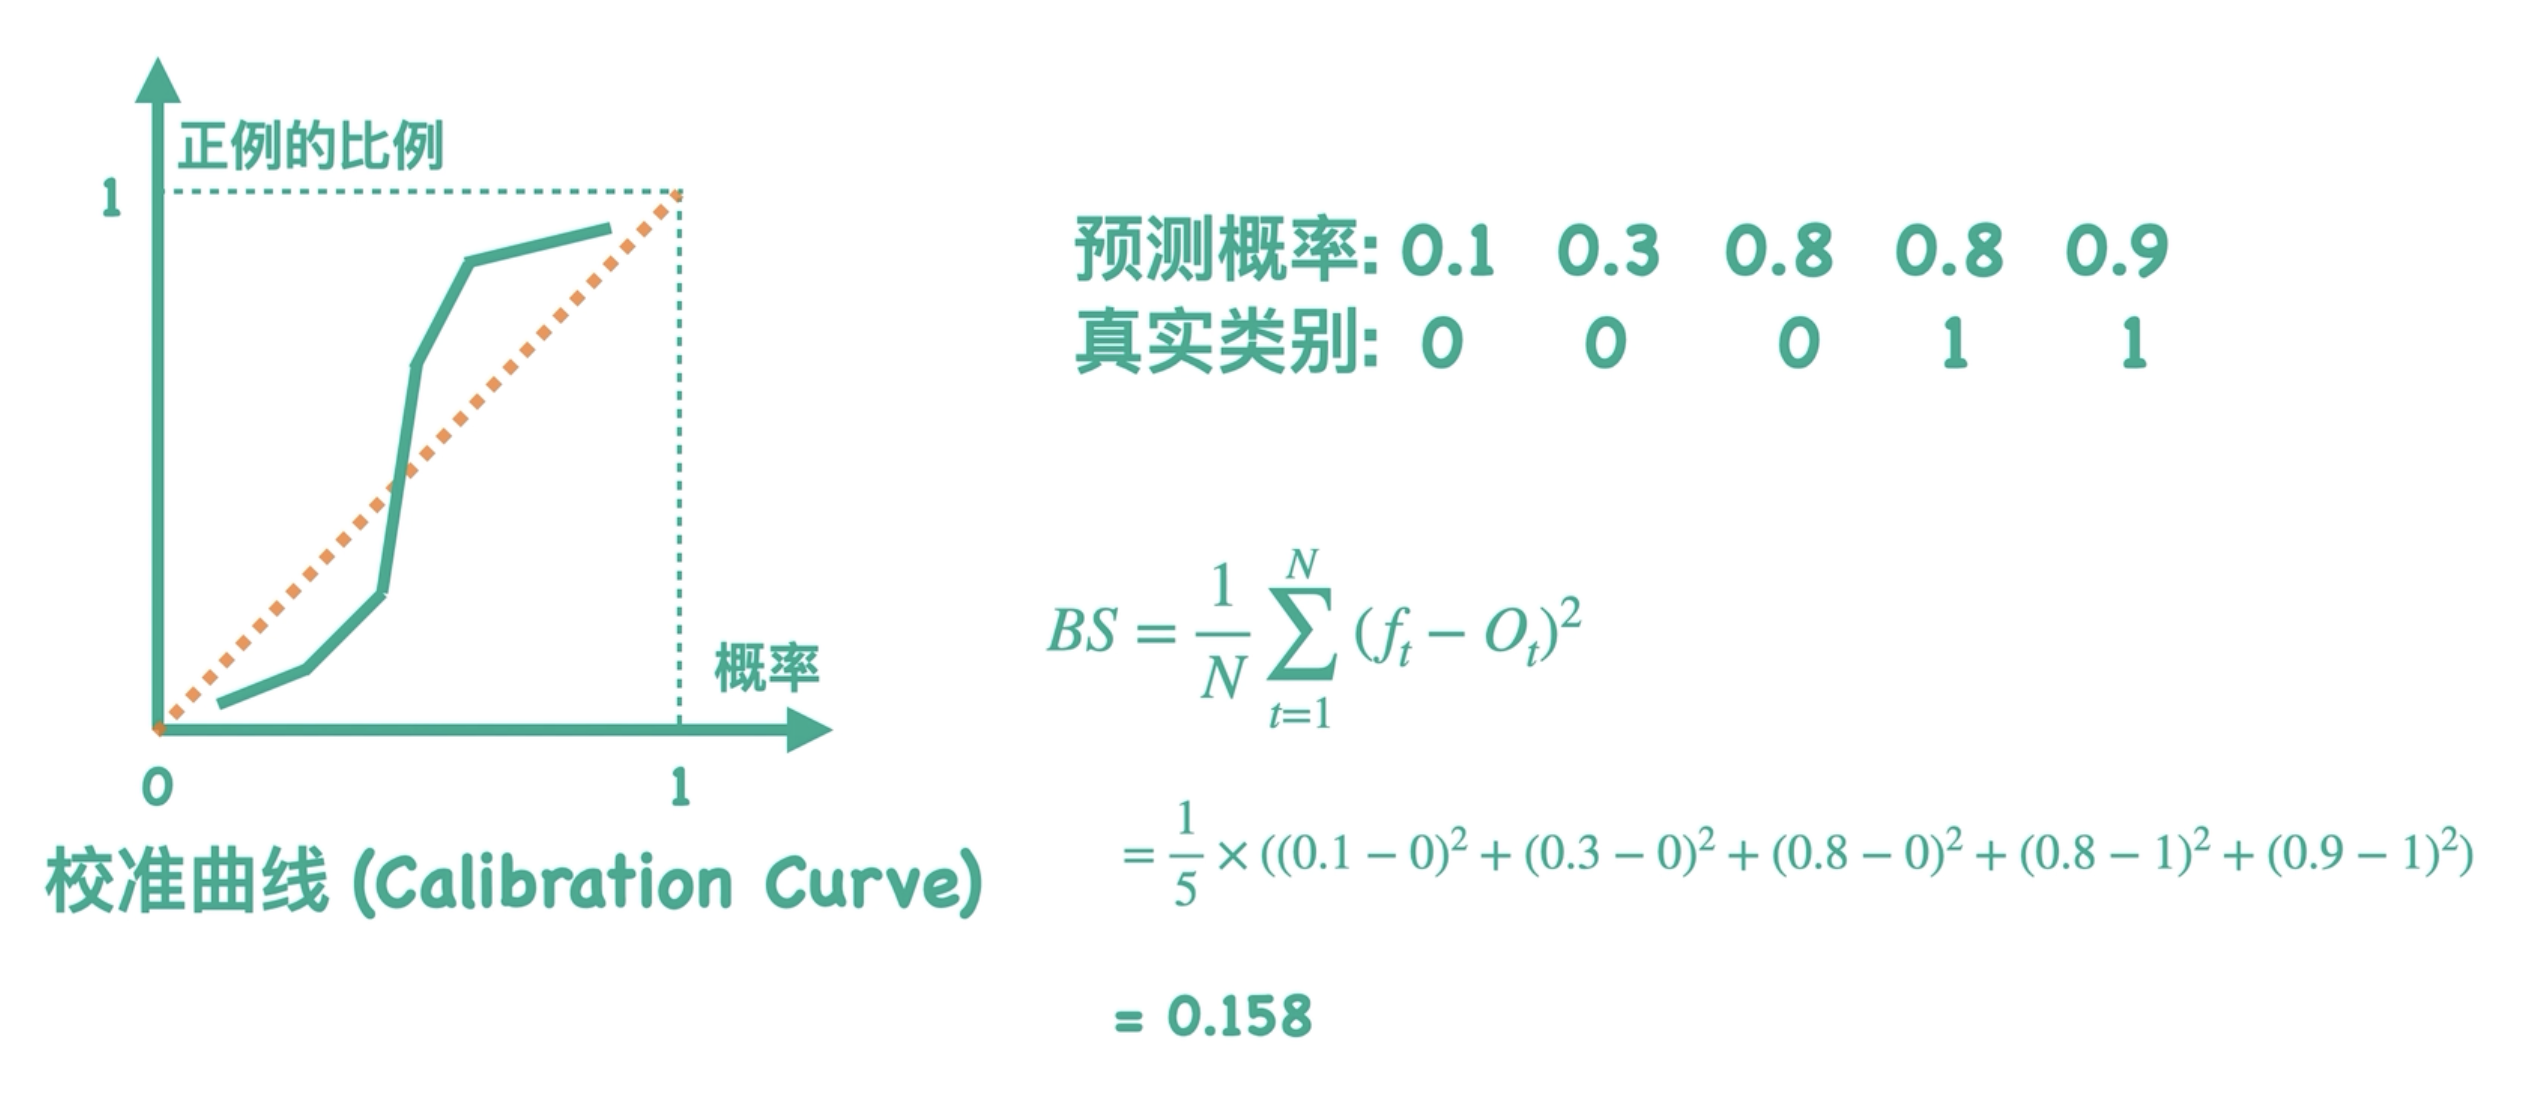 正例的比例
1
概率
0 1
校准曲线 (Calibration Curve)
预测概率: 0.1 0.3 0.8 0.8 0.9
真实类别: 0 0 0 1 1
BS = \frac{1}{N} \sum_{t=1}^{N} (f_t - O_t)^2
= \frac{1}{5} × ((0.1 − 0)² + (0.3 − 0)² + (0.8 − 0)² + (0.8 − 1)² + (0.9 − 1)²)
= 0.158